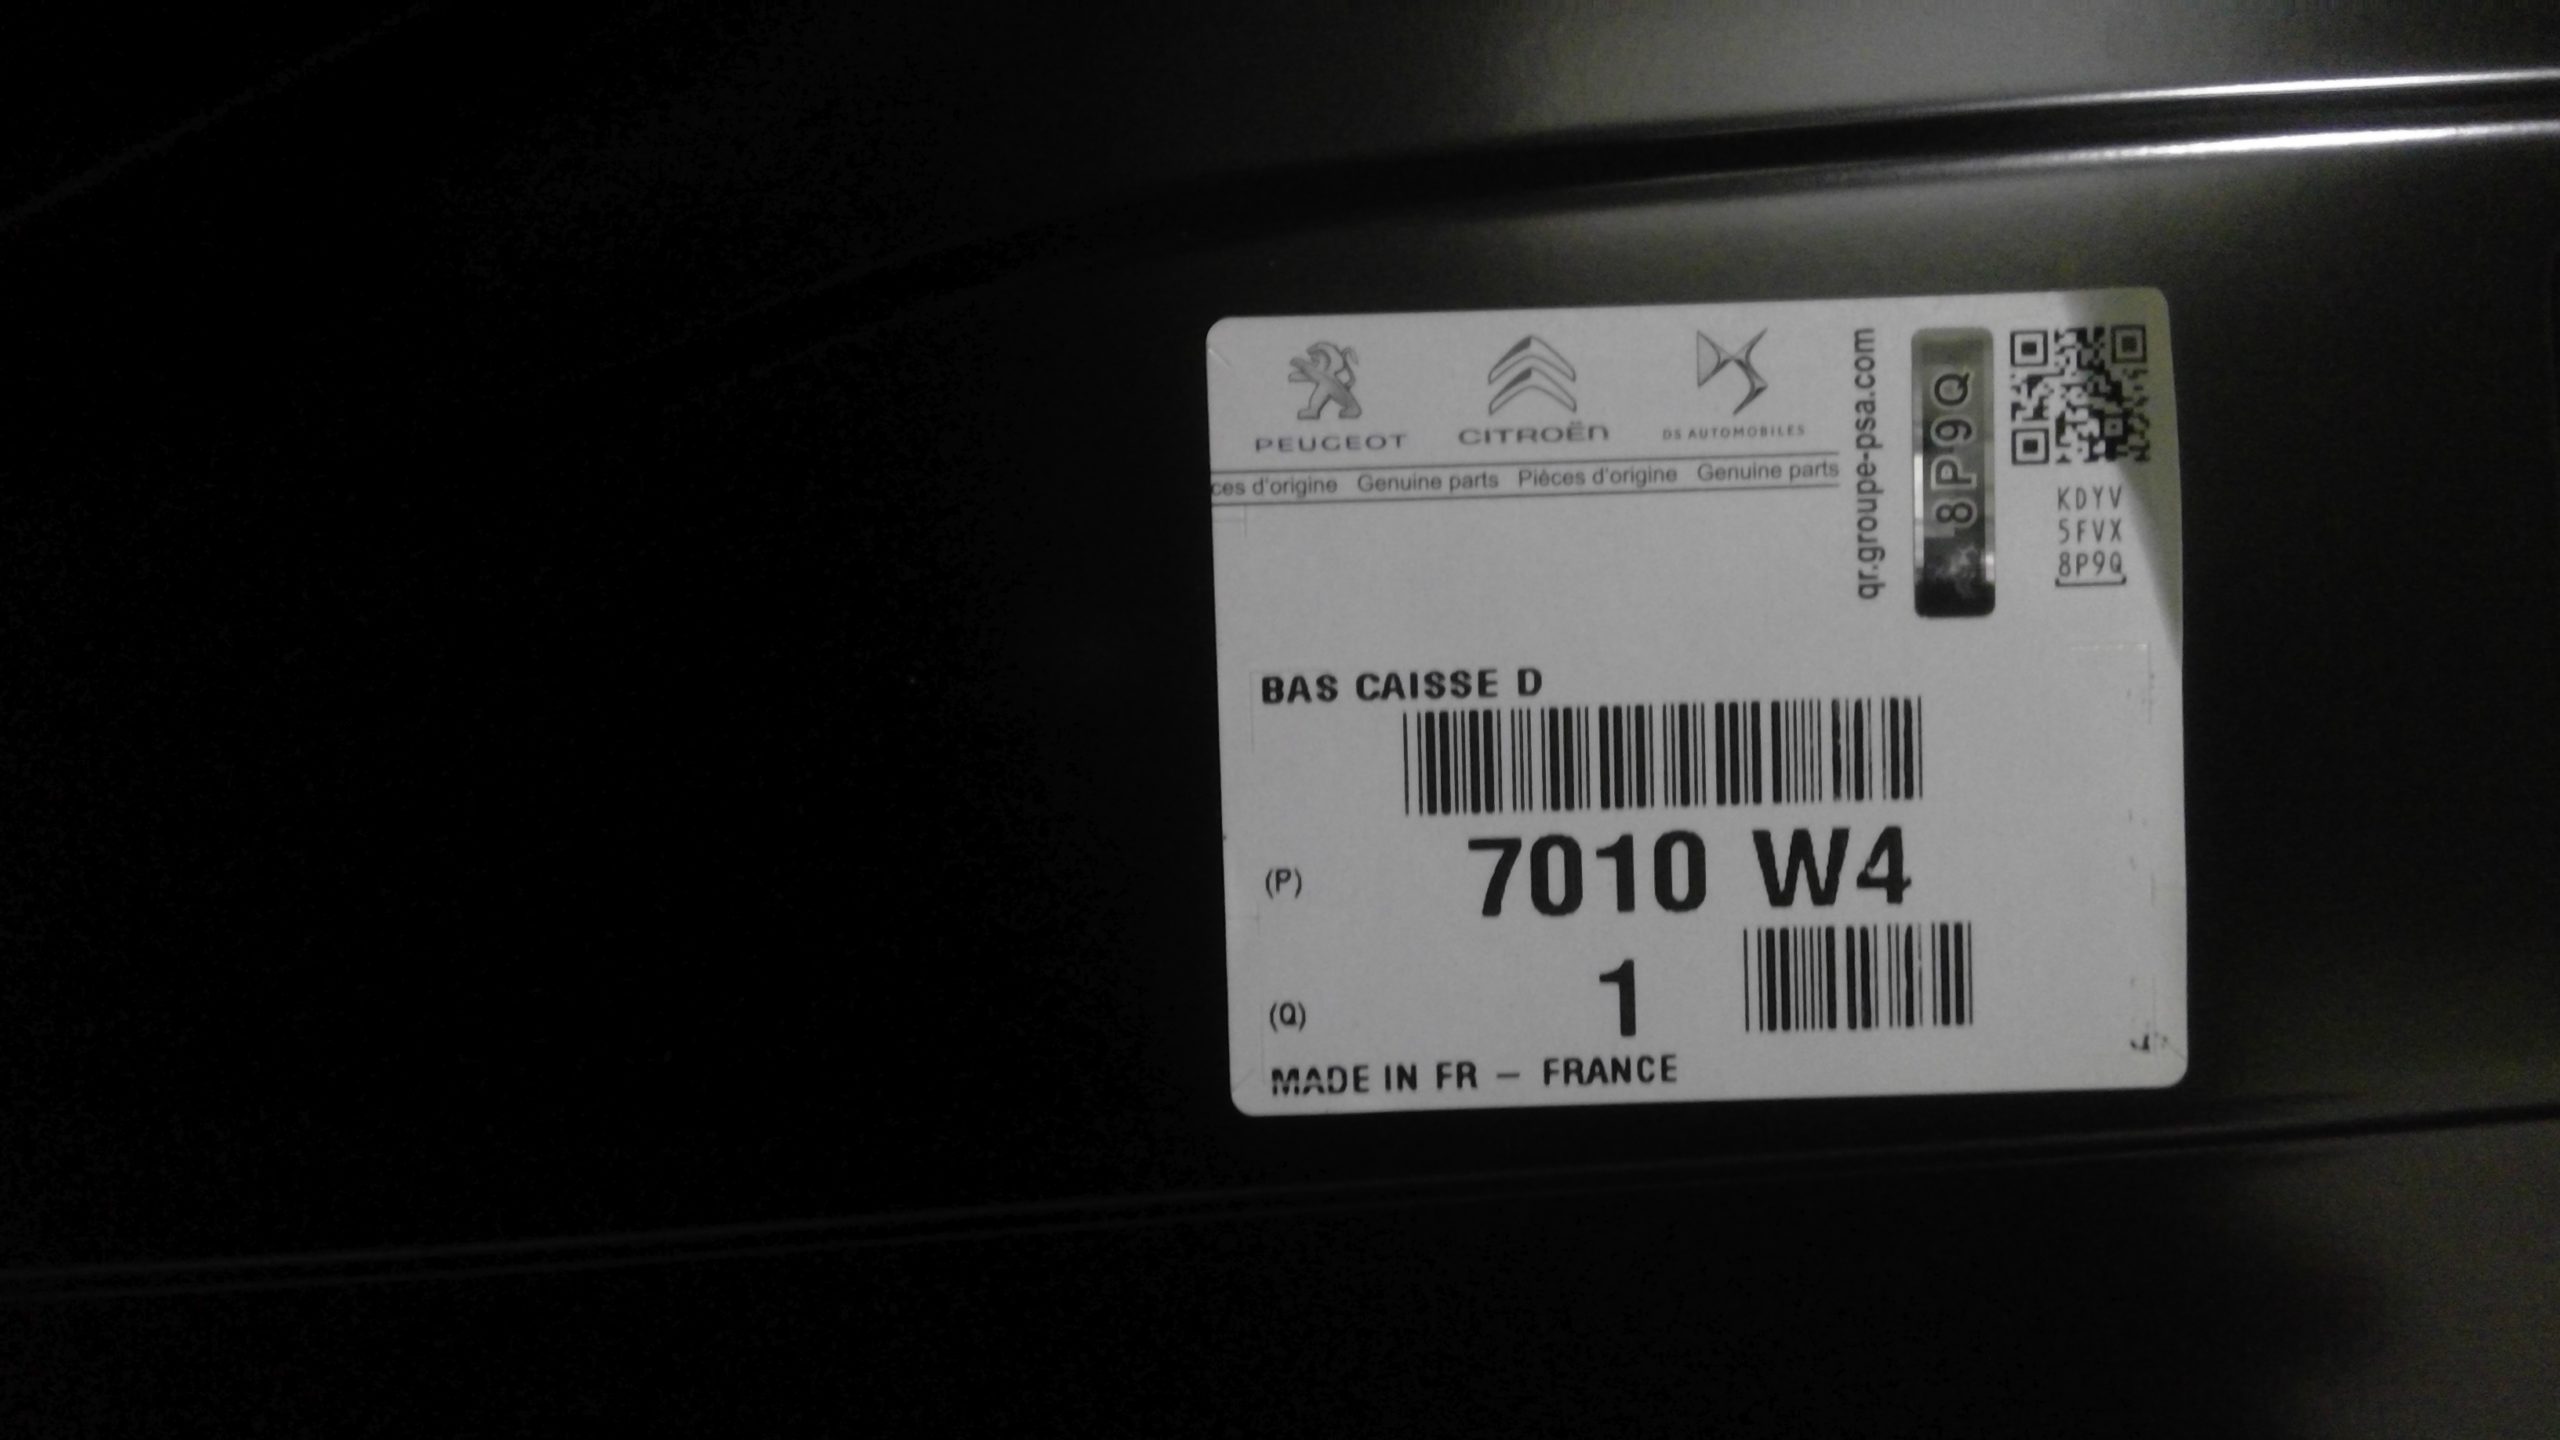 PEUGEOT CITROËN DS AUTOMOBILES
ces d'origine Genuine parts Pièces d'origine Genuine parts
qr.groupe-psa.com
8P9Q
KDYV
5FVX
8P9Q
BAS CAISSE D
(P) 7010 W4
(Q) 1
MADE IN FR – FRANCE